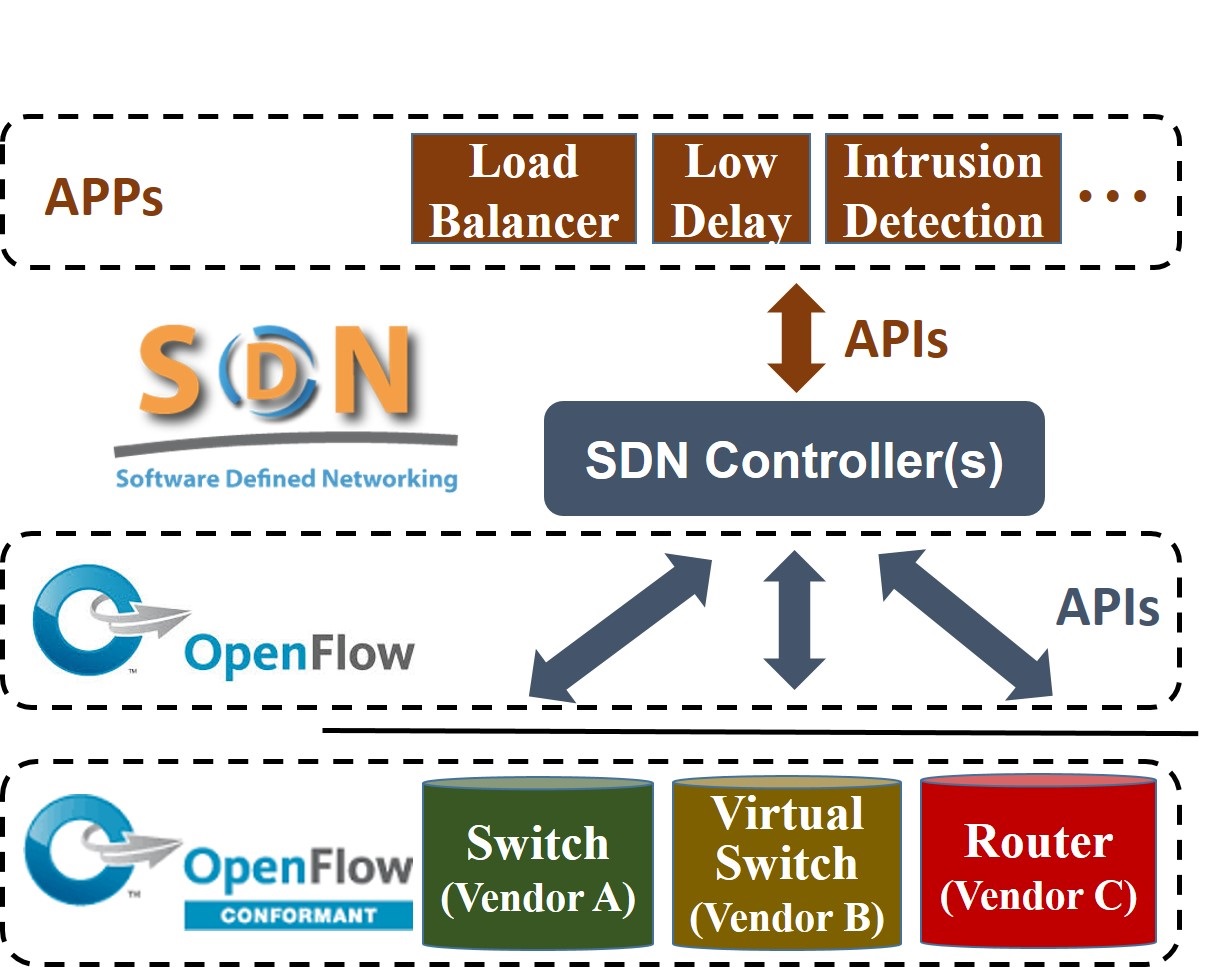 APPs
Load
Balancer
Low
Delay
Intrusion
Detection
...
SDN
Software Defined Networking
APIs
SDN Controller(s)
OpenFlow
™
APIs
OpenFlow
™
CONFORMANT
Switch
(Vendor A)
Virtual
Switch
(Vendor B)
Router
(Vendor C)